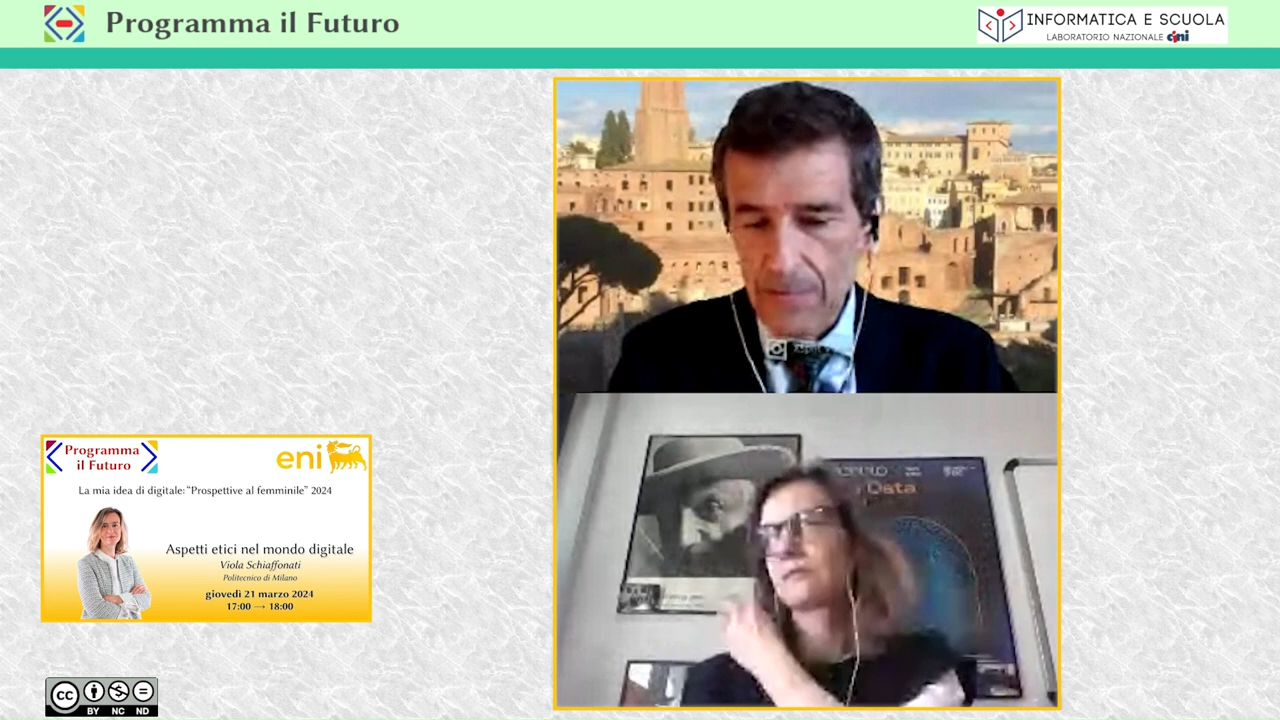 Programma il Futuro
INFORMATICA E SCUOLA
LABORATORIO NAZIONALE cini
Programma
il Futuro
eni
La mia idea di digitale: "Prospettive al femminile" 2024
Aspetti etici nel mondo digitale
Viola Schiaffonati
Politecnico di Milano
giovedì 21 marzo 2024
17:00 → 18:00
Data
cc
BY NC ND